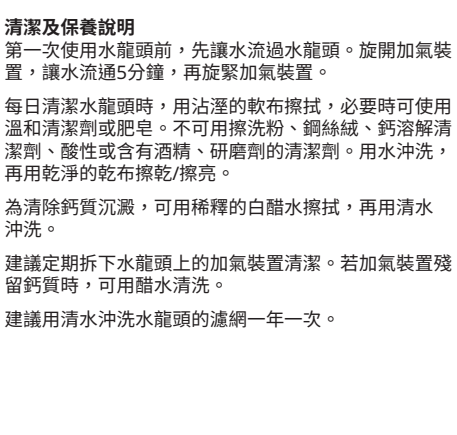 清潔及保養說明
第一次使用水龍頭前，先讓水流過水龍頭。旋開加氣裝
置，讓水流通5分鐘，再旋緊加氣裝置。
每日清潔水龍頭時，用沾溼的軟布擦拭，必要時可使用
溫和清潔劑或肥皂。不可用擦洗粉、鋼絲絨、鈣溶解清
潔劑、酸性或含有酒精、研磨劑的清潔劑。用水沖洗，
再用乾淨的乾布擦乾/擦亮。
為清除鈣質沉澱，可用稀釋的白醋水擦拭，再用清水
沖洗。
建議定期拆下水龍頭上的加氣裝置清潔。若加氣裝置殘
留鈣質時，可用醋水清洗。
建議用清水沖洗水龍頭的濾網一年一次。